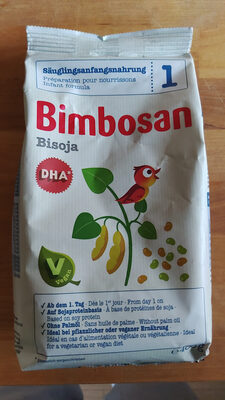 Säuglingsanfangsnahrung
Préparation pour nourrissons
Infant formula
1
Bimbosan
Bisoja
DHA*
V
Vegan
✓ Ab dem 1. Tag · Dès le 1er jour · From day 1 on
✓ Auf Sojaproteinbasis · À base de protéines de soja ·
Based on soy protein
✓ Ohne Palmöl · Sans huile de palme · Without palm oil
✓ Ideal bei pflanzlicher oder veganer Ernährung
Idéal en cas d'alimentation végétale ou végétalienne · Ideal
for a vegetarian or vegan diet